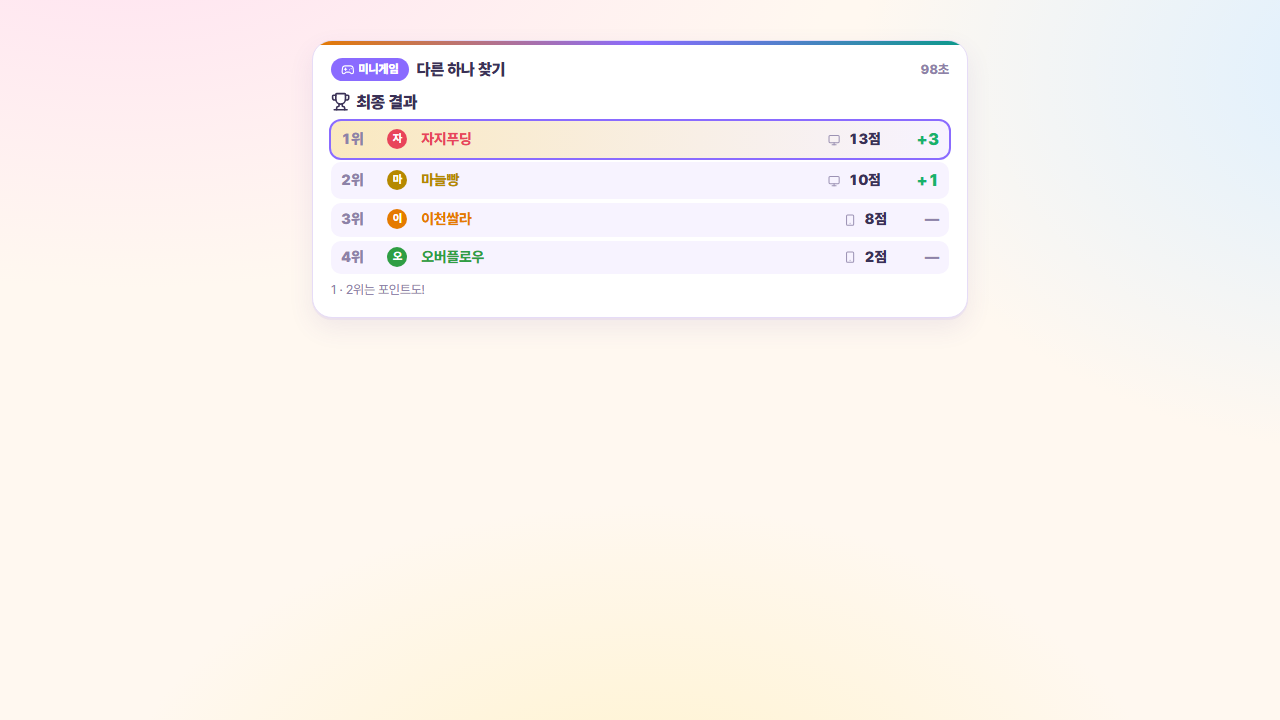 미니게임 다른 하나 찾기 98초
최종 결과
1위 자 자지푸딩 13점 +3
2위 마 마늘빵 10점 +1
3위 이 이천쌀라 8점 —
4위 오 오버플로우 2점 —
1 · 2위는 포인트도!